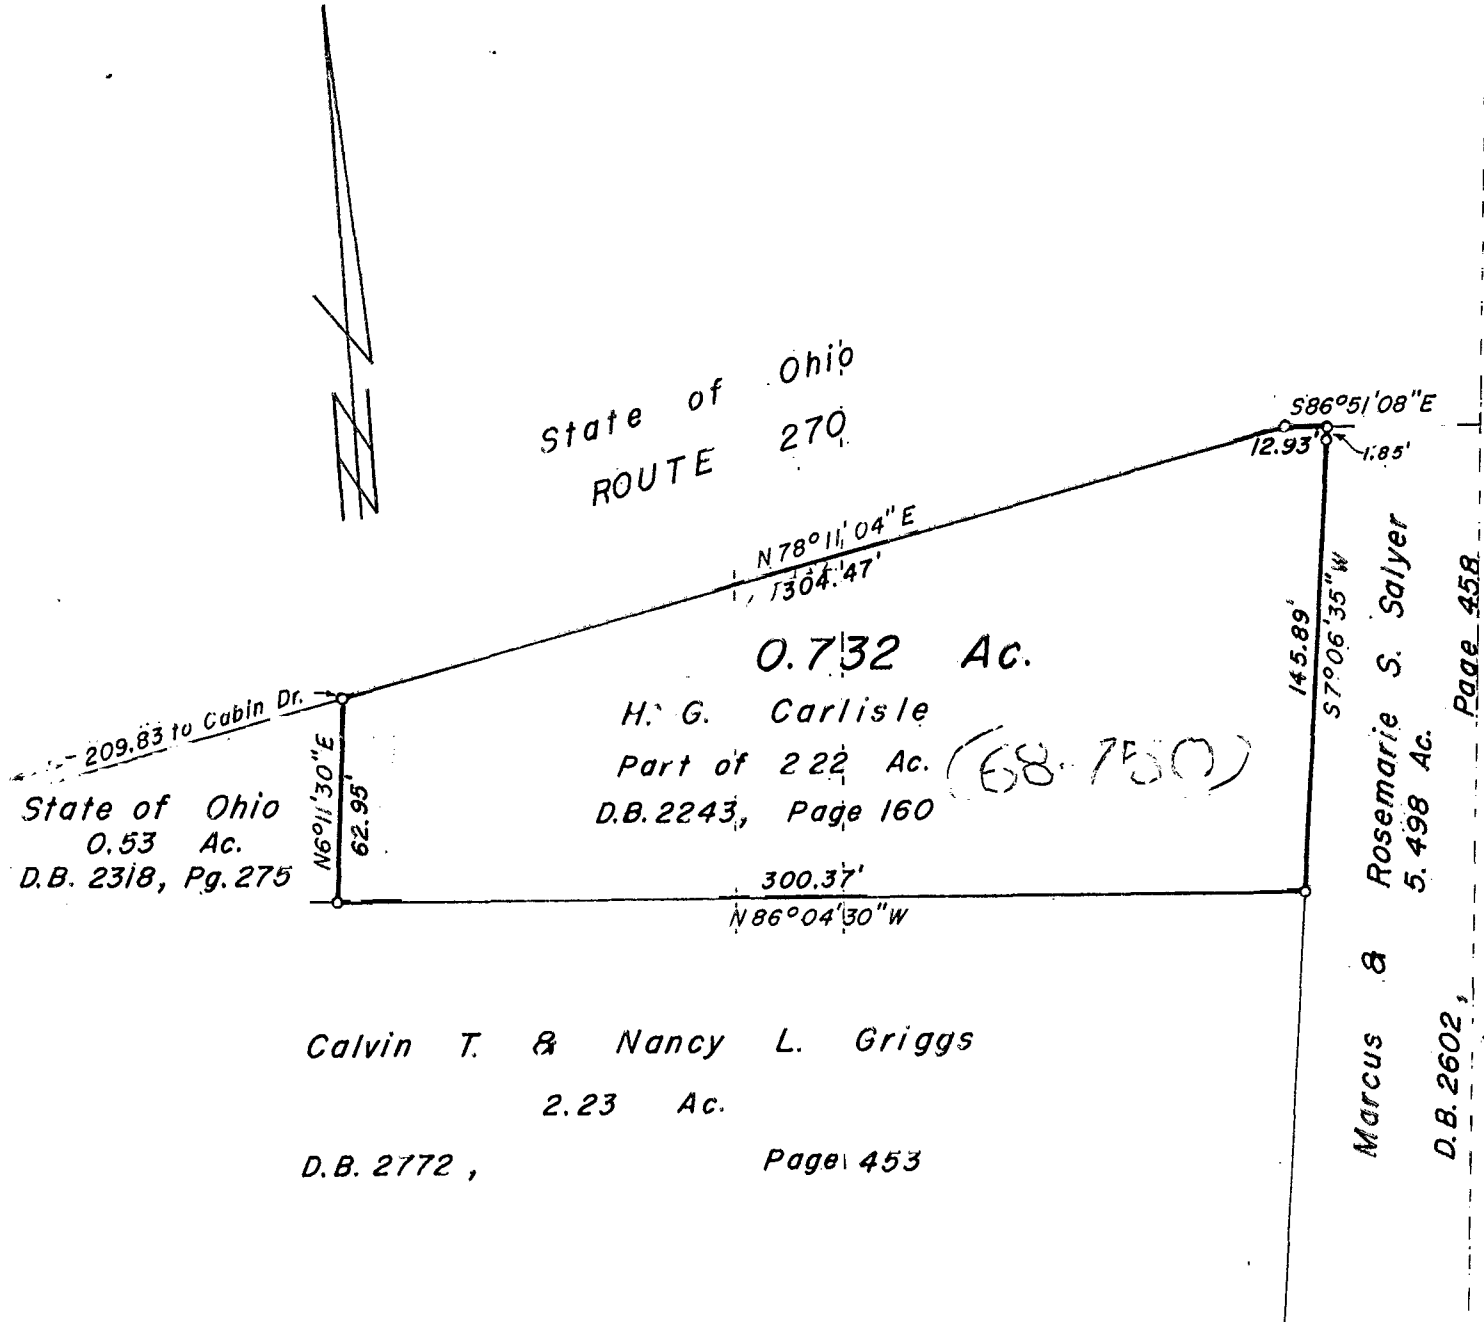 State of Ohio
ROUTE 270
S86°51'08"E
12.93'
1.85'
N78°11'04"E
304.47'
0.732 Ac.
H. G. Carlisle
Part of 2.22 Ac.
(68-750)
D.B. 2243, Page 160
209.83 to Cabin Dr.
State of Ohio
0.53 Ac.
D.B. 2318, Pg. 275
N6°11'30"E
62.95'
300.37'
N86°04'30"W
145.89'
S7°06'35"W
Marcus & Rosemarie S. Salyer
5.498 Ac.
D.B. 2602, Page 458
Calvin T. & Nancy L. Griggs
2.23 Ac.
D.B. 2772, Page 453